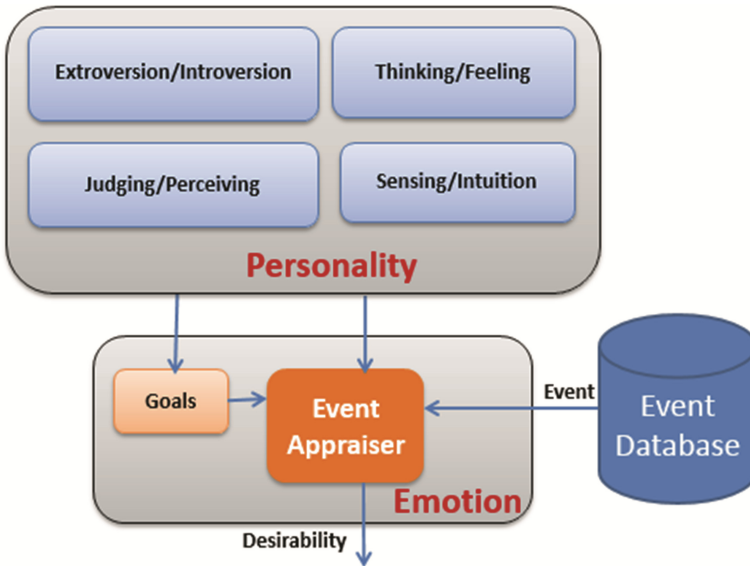 Extroversion/Introversion
Thinking/Feeling
Judging/Perceiving
Sensing/Intuition
Personality
Goals
Event
Appraiser
Event
Event
Database
Emotion
Desirability